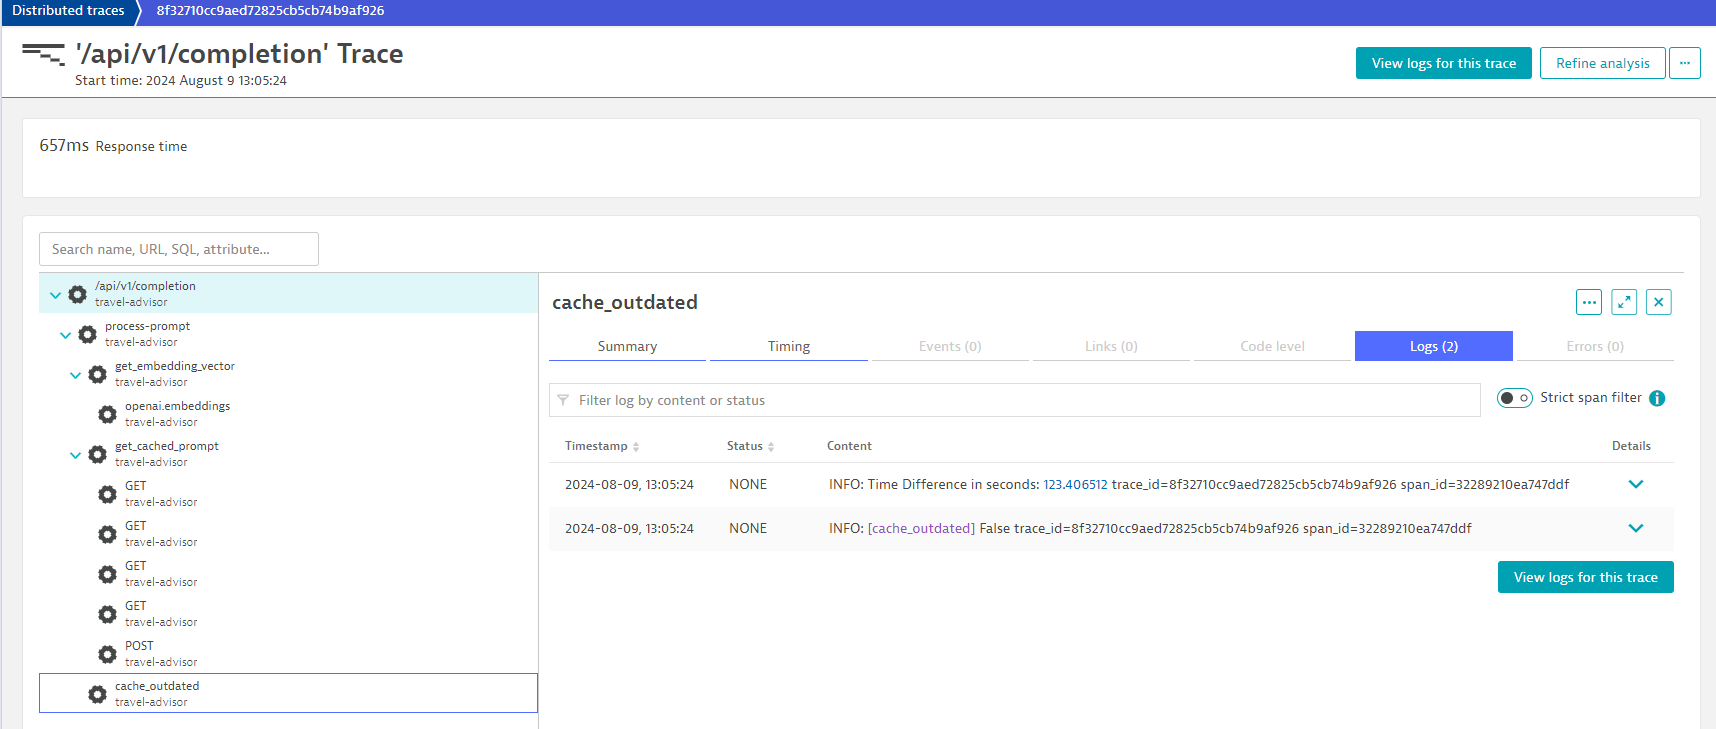 Distributed traces 8f32710cc9aed72825cb5cb74b9af926
'/api/v1/completion' Trace
Start time: 2024 August 9 13:05:24
View logs for this trace
Refine analysis
...
657ms Response time
Search name, URL, SQL, attribute...
/api/v1/completion
travel-advisor
process-prompt
travel-advisor
get_embedding_vector
travel-advisor
openai.embeddings
travel-advisor
get_cached_prompt
travel-advisor
GET
travel-advisor
GET
travel-advisor
GET
travel-advisor
GET
travel-advisor
POST
travel-advisor
cache_outdated
travel-advisor
cache_outdated
...
Summary Timing Events (0) Links (0) Code level Logs (2) Errors (0)
Filter log by content or status
Strict span filter i
Timestamp Status Content Details
2024-08-09, 13:05:24 NONE INFO: Time Difference in seconds: 123.406512 trace_id=8f32710cc9aed72825cb5cb74b9af926 span_id=32289210ea747ddf
2024-08-09, 13:05:24 NONE INFO: [cache_outdated] False trace_id=8f32710cc9aed72825cb5cb74b9af926 span_id=32289210ea747ddf
View logs for this trace